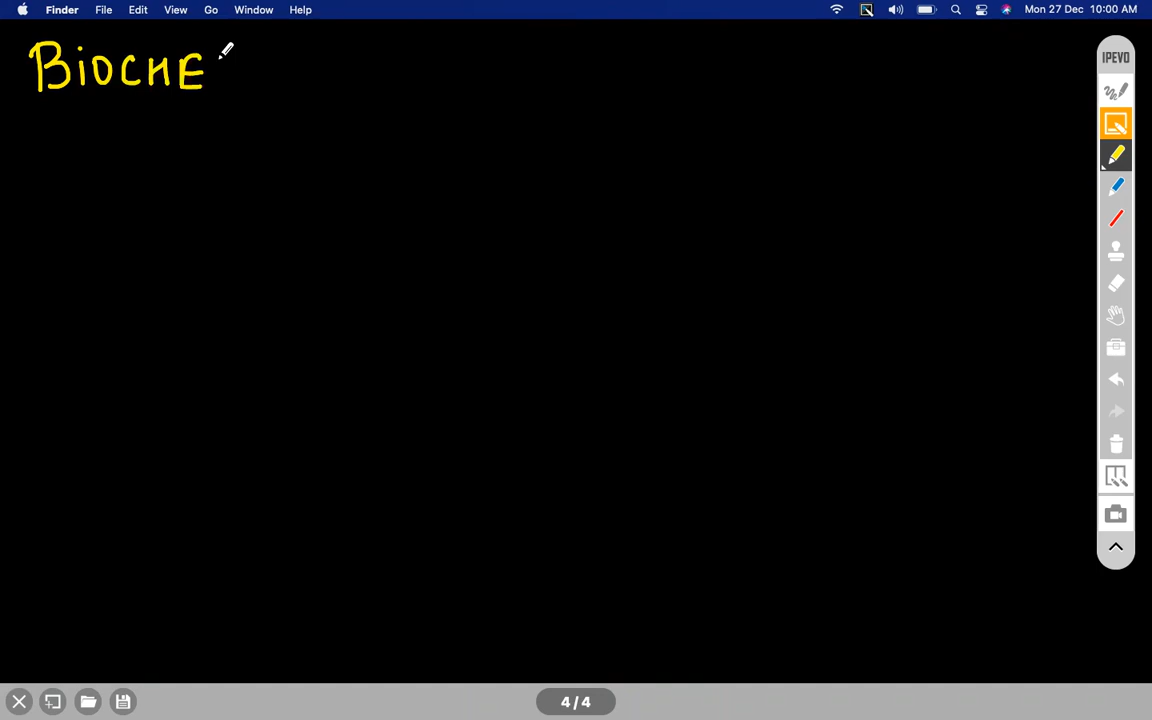 Finder File Edit View Go Window Help Mon 27 Dec 10:00 AM
BiOCHE
IPEVO
4/4